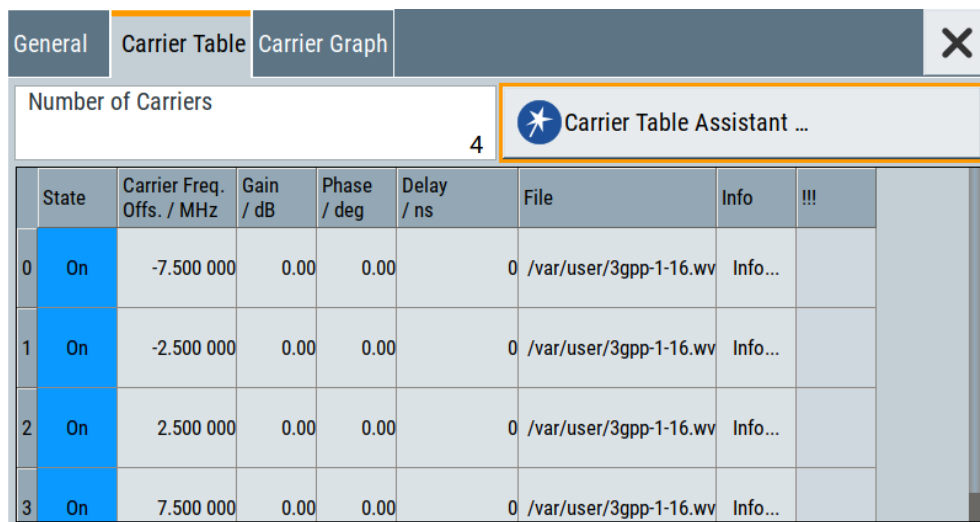 General Carrier Table Carrier Graph
Number of Carriers
4
Carrier Table Assistant ...
State Carrier Freq. Offs. / MHz Gain / dB Phase / deg Delay / ns File Info !!!
0 On -7.500 000 0.00 0.00 0 /var/user/3gpp-1-16.wv Info...
1 On -2.500 000 0.00 0.00 0 /var/user/3gpp-1-16.wv Info...
2 On 2.500 000 0.00 0.00 0 /var/user/3gpp-1-16.wv Info...
3 On 7.500 000 0.00 0.00 0 /var/user/3gpp-1-16.wv Info...